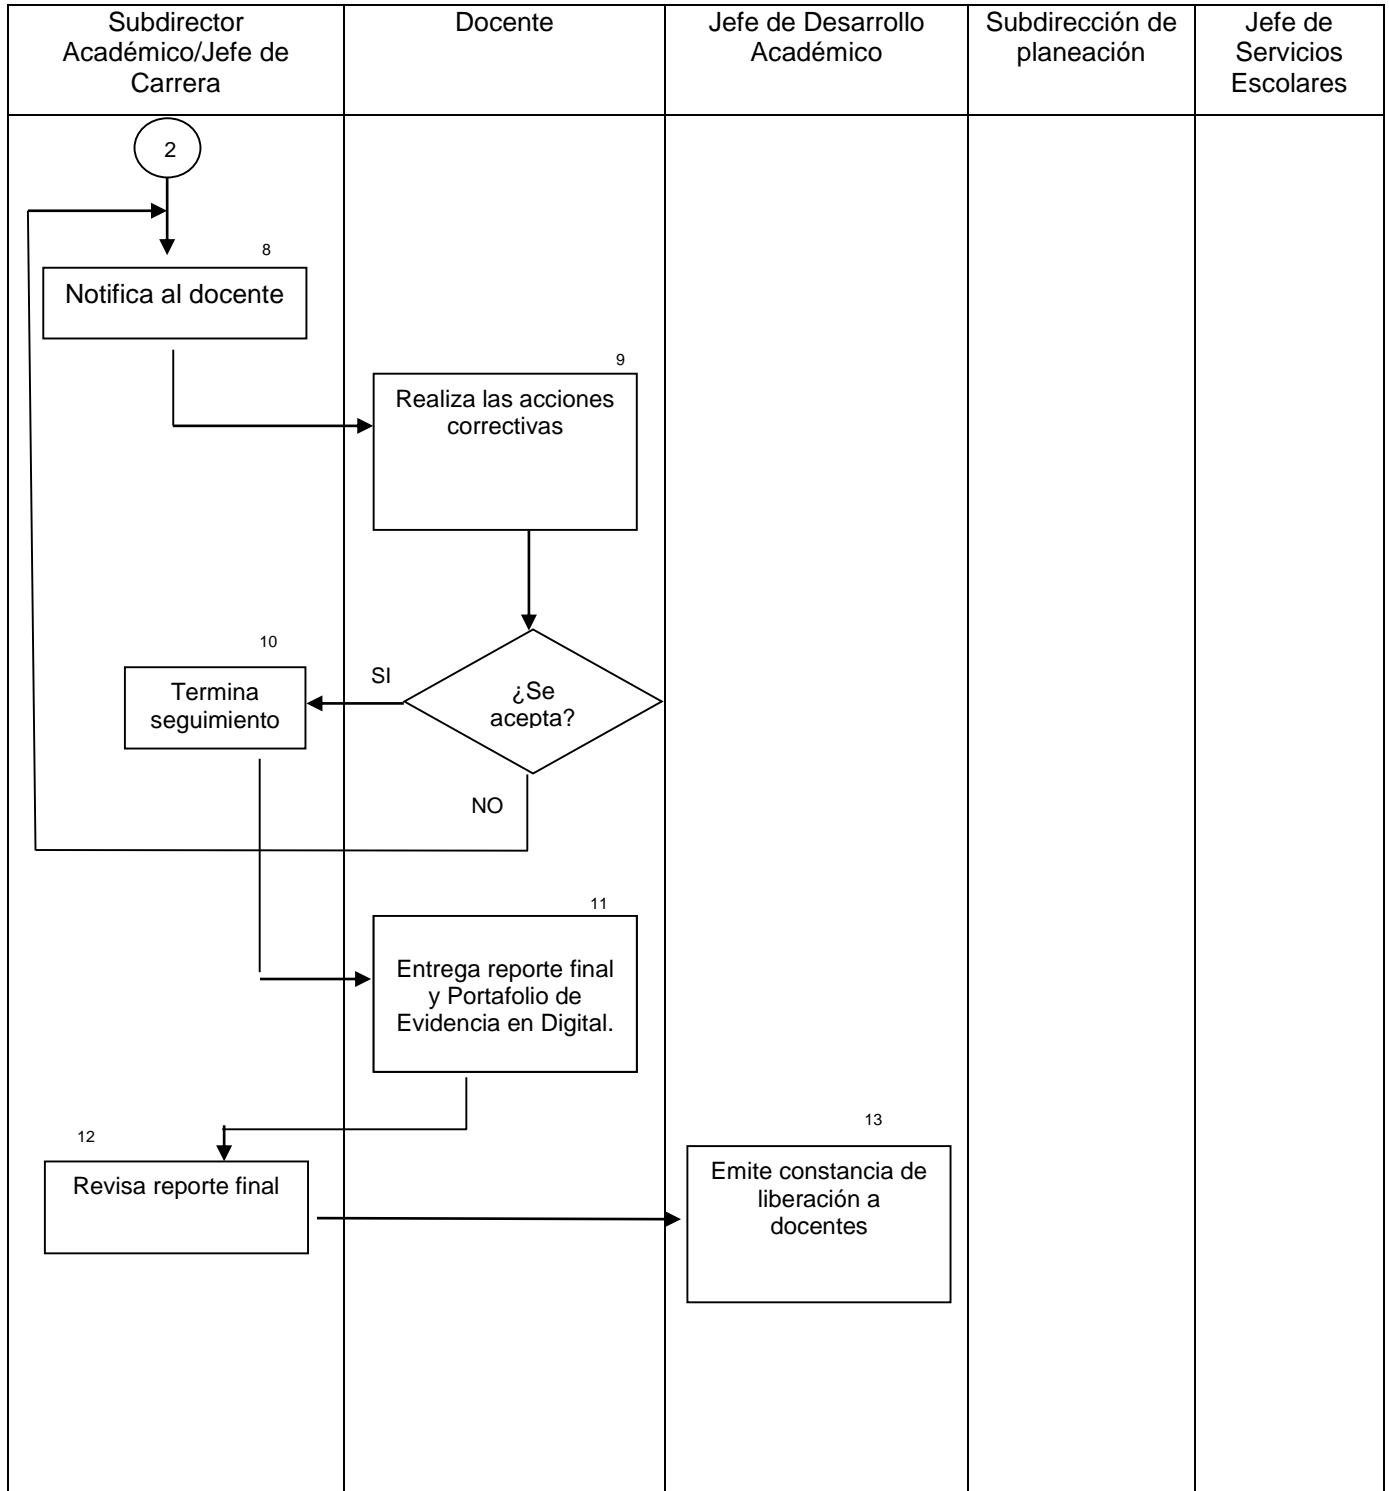 Subdirector
Académico/Jefe de
Carrera
Docente
Jefe de Desarrollo
Académico
Subdirección de
planeación
Jefe de
Servicios
Escolares
2
8
Notifica al docente
9
Realiza las acciones
correctivas
10
Termina
seguimiento
SI
¿Se
acepta?
NO
11
Entrega reporte final
y Portafolio de
Evidencia en Digital.
12
Revisa reporte final
13
Emite constancia de
liberación a
docentes